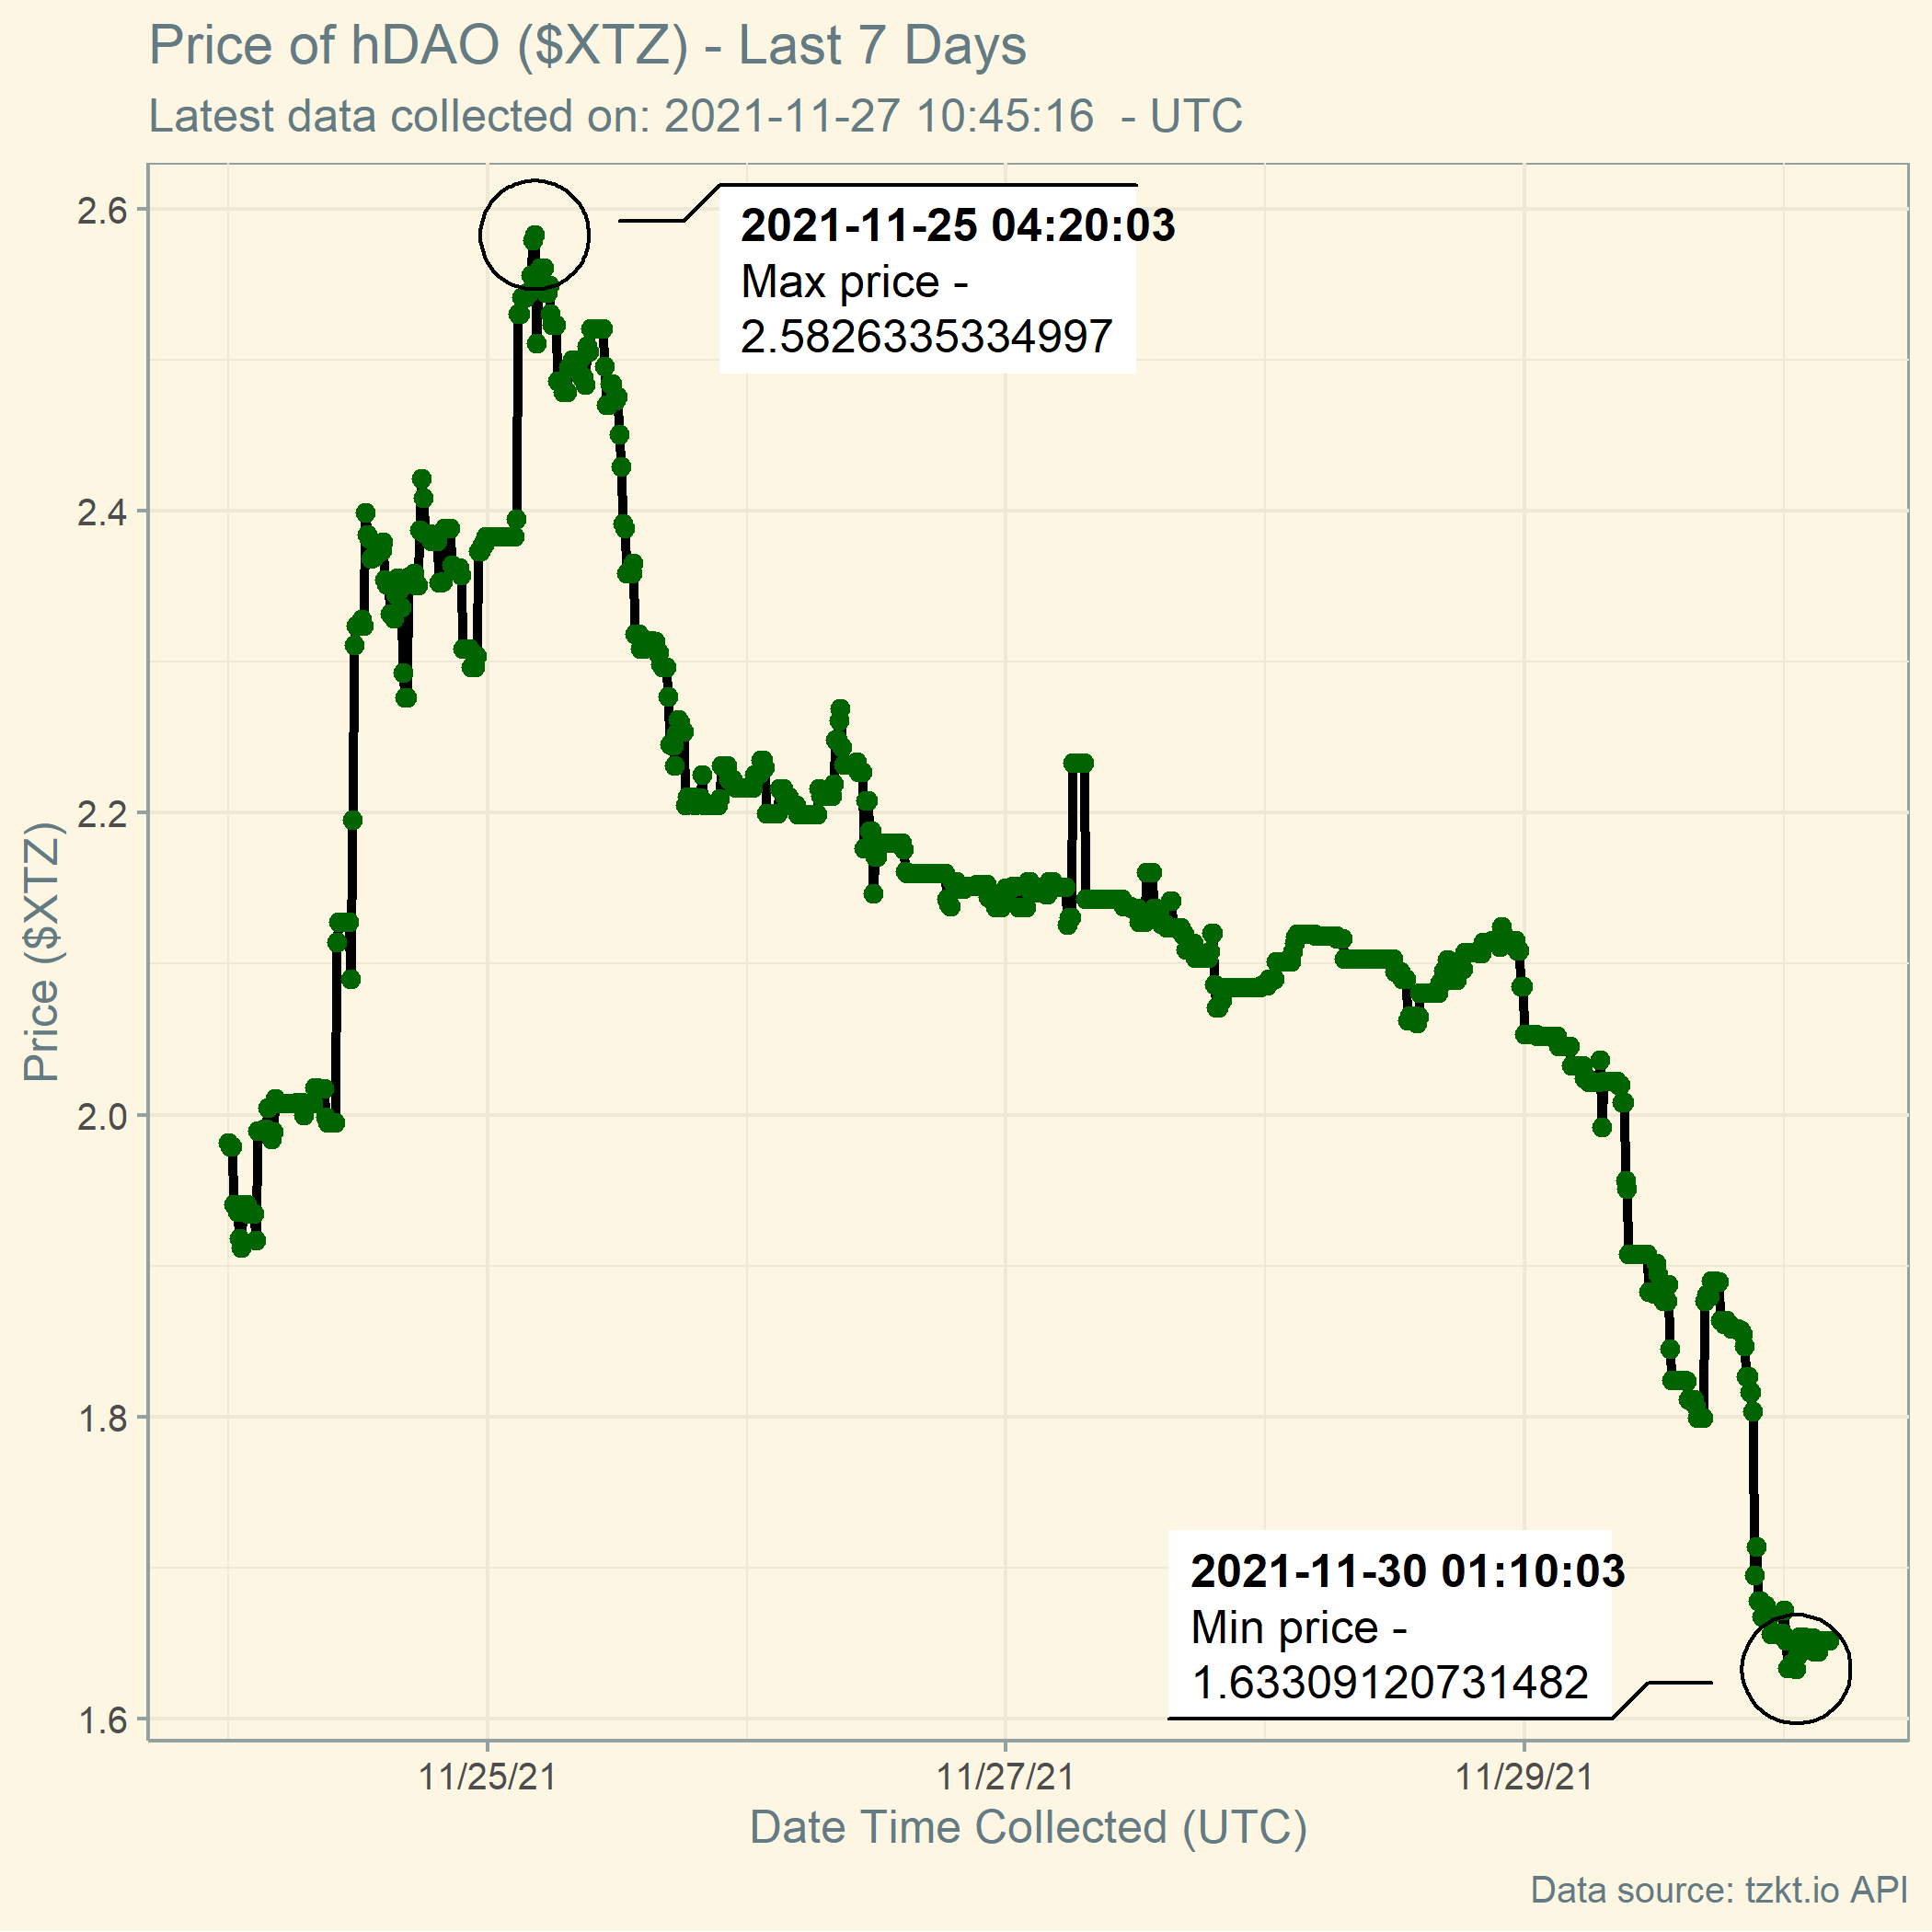 Price of hDAO ($XTZ) - Last 7 Days
Latest data collected on: 2021-11-27 10:45:16  - UTC
2.6
2021-11-25 04:20:03
Max price -
2.5826335334997
2.4
2.2
Price ($XTZ)
2.0
1.8
2021-11-30 01:10:03
Min price -
1.63309120731482
1.6
11/25/21
11/27/21
11/29/21
Date Time Collected (UTC)
Data source: tzkt.io API